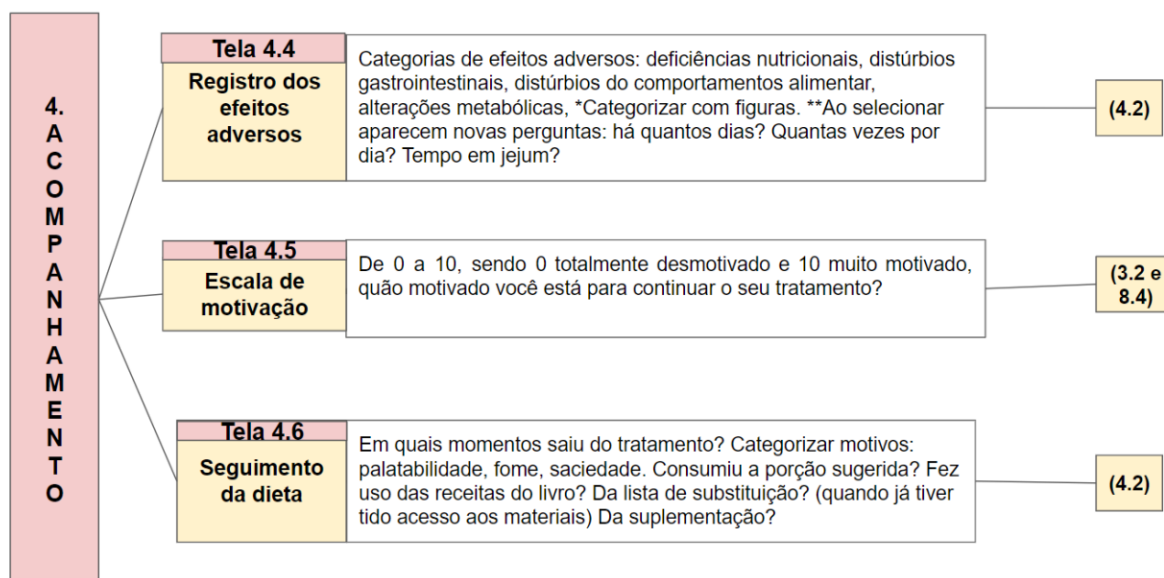 4.
A
C
O
M
P
A
N
H
A
M
E
N
T
O
Tela 4.4
Registro dos
efeitos
adversos
Categorias de efeitos adversos: deficiências nutricionais, distúrbios
gastrointestinais, distúrbios do comportamentos alimentar,
alterações metabólicas, *Categorizar com figuras. **Ao selecionar
aparecem novas perguntas: há quantos dias? Quantas vezes por
dia? Tempo em jejum?
(4.2)
Tela 4.5
Escala de
motivação
De 0 a 10, sendo 0 totalmente desmotivado e 10 muito motivado,
quão motivado você está para continuar o seu tratamento?
(3.2 e
8.4)
Tela 4.6
Seguimento
da dieta
Em quais momentos saiu do tratamento? Categorizar motivos:
palatabilidade, fome, saciedade. Consumiu a porção sugerida? Fez
uso das receitas do livro? Da lista de substituição? (quando já tiver
tido acesso aos materiais) Da suplementação?
(4.2)